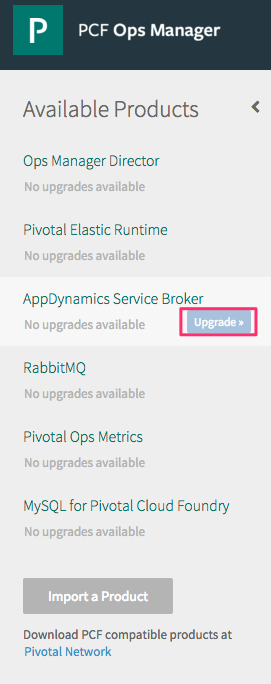 P PCF Ops Manager
Available Products
Ops Manager Director
No upgrades available
Pivotal Elastic Runtime
No upgrades available
AppDynamics Service Broker
No upgrades available Upgrade »
RabbitMQ
No upgrades available
Pivotal Ops Metrics
No upgrades available
MySQL for Pivotal Cloud Foundry
No upgrades available
Import a Product
Download PCF compatible products at
Pivotal Network